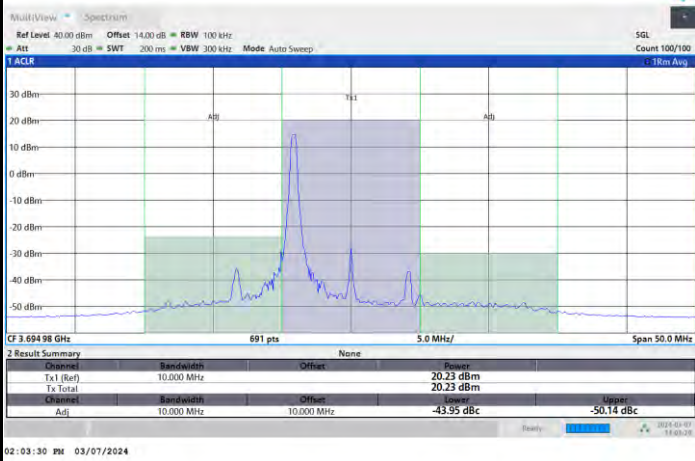 MultiView Spectrum
Ref Level 40.00 dBm Offset 14.00 dB RBW 100 kHz SGL
Att 30 dB SWT 200 ms VBW 300 kHz Mode Auto Sweep Count 100/100
1 ACLR 1Rm Avg
Tx1
Adj Adj
30 dBm
20 dBm
10 dBm
0 dBm
-10 dBm
-20 dBm
-30 dBm
-40 dBm
-50 dBm
CF 3.694 98 GHz 691 pts 5.0 MHz/ Span 50.0 MHz
2 Result Summary None
Channel Bandwidth Offset Power
Tx1 (Ref) 10.000 MHz 20.23 dBm
Tx Total 20.23 dBm
Channel Bandwidth Offset Lower Upper
Adj 10.000 MHz 10.000 MHz -43.95 dBc -50.14 dBc
Ready 2024-03-07
02:03:30 PM 03/07/2024